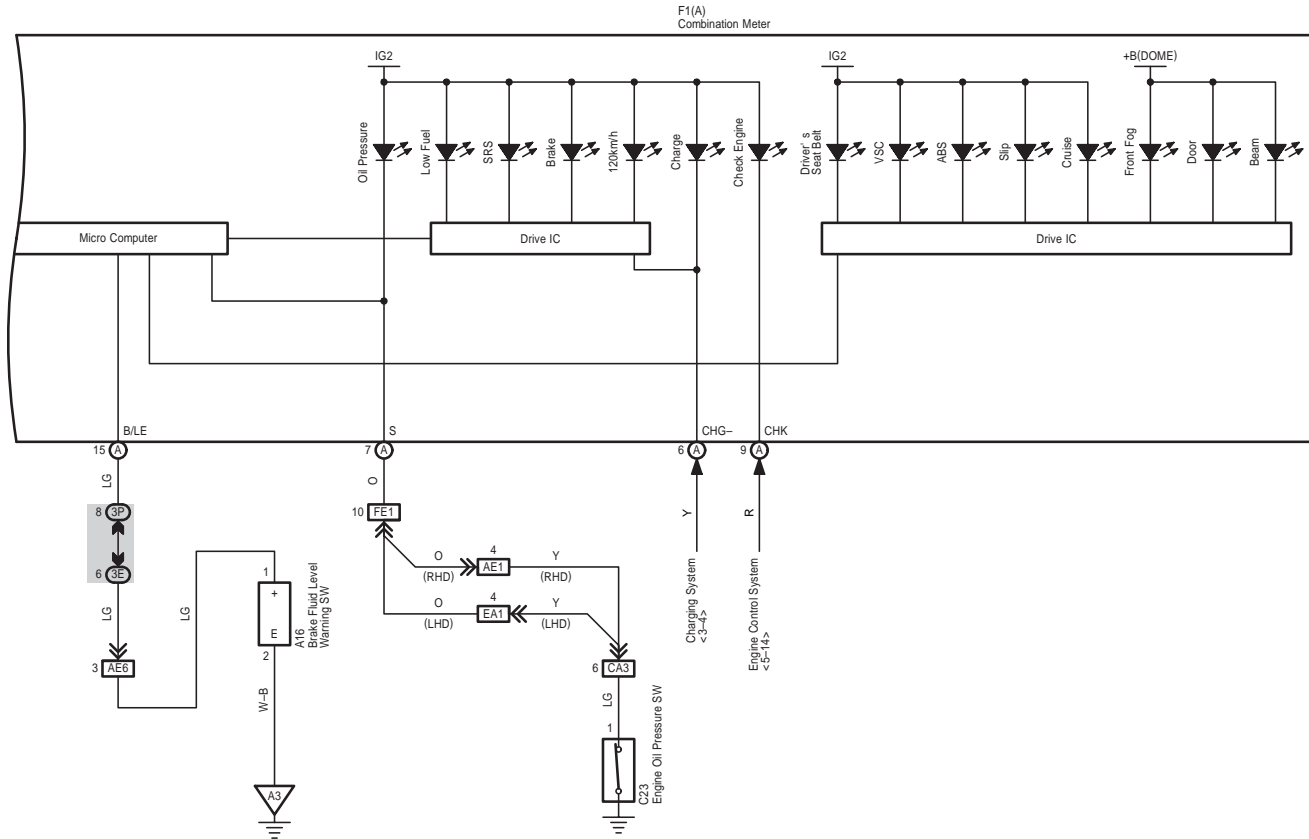 F1(A)
Combination Meter
IG2
IG2
+B(DOME)
Oil Pressure
Low Fuel
SRS
Brake
120km/h
Charge
Check Engine
Driver' s
Seat Belt
VSC
ABS
Slip
Cruise
Front Fog
Door
Beam
Micro Computer
Drive IC
Drive IC
B/LE
S
CHG–
CHK
15 A
7 A
6 A
9 A
LG
O
Y
R
8 3P
10 FE1
6 3E
O
(RHD)
4
AE1
Y
(RHD)
O
(LHD)
4
EA1
Y
(LHD)
LG
LG
1
+
E
2
A16
Brake Fluid Level
Warning SW
3 AE6
W–B
A3
6 CA3
LG
1
C23
Engine Oil Pressure SW
Charging System
<3–4>
Engine Control System
<5–14>